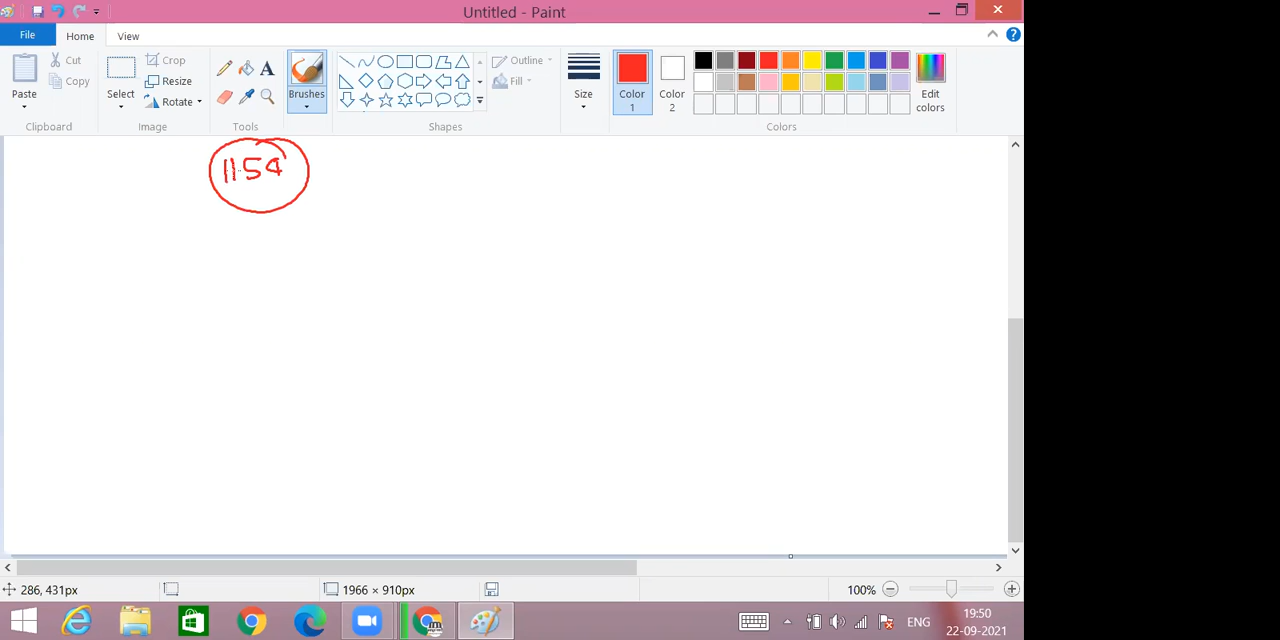 Untitled - Paint
File Home View
Cut Crop Outline
Paste Copy Select Resize Brushes Fill Size Color 1 Color 2 Edit colors
Rotate
Clipboard Image Tools Shapes Colors
11.54
286, 431px 1966 × 910px 100%
19:50
ENG
22-09-2021